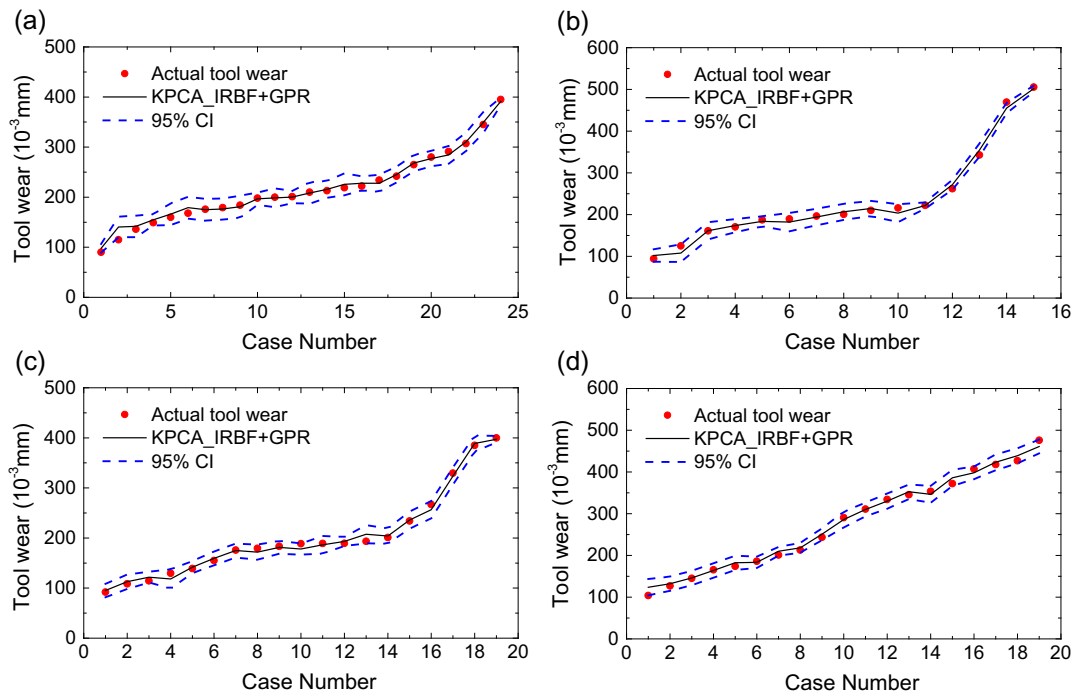 (a)
Tool wear (10⁻³mm)
500
400
300
200
100
0
Actual tool wear
KPCA_IRBF+GPR
95% CI
0 5 10 15 20 25
Case Number
(b)
Tool wear (10⁻³mm)
600
500
400
300
200
100
0
Actual tool wear
KPCA_IRBF+GPR
95% CI
0 2 4 6 8 10 12 14 16
Case Number
(c)
Tool wear (10⁻³mm)
500
400
300
200
100
0
Actual tool wear
KPCA_IRBF+GPR
95% CI
0 2 4 6 8 10 12 14 16 18 20
Case Number
(d)
Tool wear (10⁻³mm)
600
500
400
300
200
100
0
Actual tool wear
KPCA_IRBF+GPR
95% CI
0 2 4 6 8 10 12 14 16 18 20
Case Number